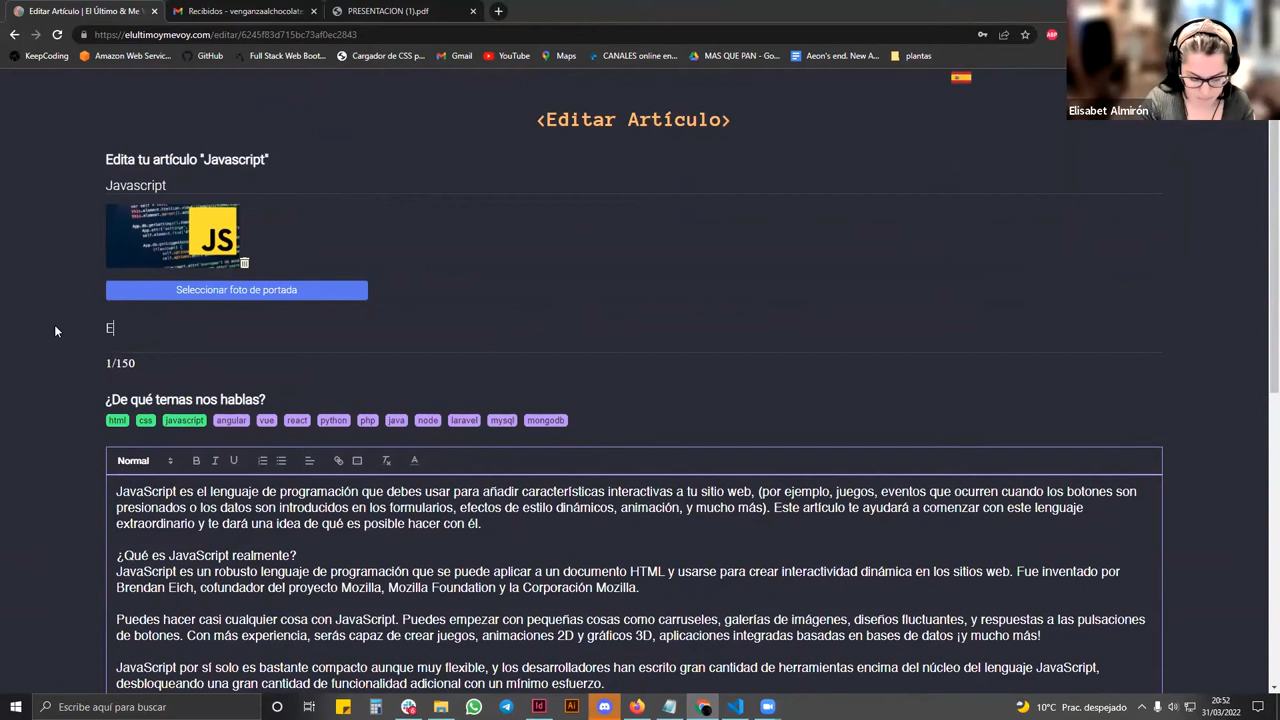 Editar Artículo | El Último & Me
Recibidos - venganzaalchocolat
PRESENTACION (1).pdf
https://elultimoymevoy.com/editar/6245f83d715bc73af0ec2843
KeepCoding
Amazon Web Servic...
GitHub
Full Stack Web Boot...
Cargador de CSS p...
Gmail
YouTube
Maps
CANALES online en...
MAS QUE PAN - Go...
Aeon's end. New A...
plantas
ABP
Elisabet Almirón
<Editar Artículo>
Edita tu artículo "Javascript"
Javascript
JS
Seleccionar foto de portada
E
1/150
¿De qué temas nos hablas?
html css javascript angular vue react python php java node laravel mysql mongodb
Normal B I U A
JavaScript es el lenguaje de programación que debes usar para añadir características interactivas a tu sitio web, (por ejemplo, juegos, eventos que ocurren cuando los botones son
presionados o los datos son introducidos en los formularios, efectos de estilo dinámicos, animación, y mucho más). Este artículo te ayudará a comenzar con este lenguaje
extraordinario y te dará una idea de qué es posible hacer con él.
¿Qué es JavaScript realmente?
JavaScript es un robusto lenguaje de programación que se puede aplicar a un documento HTML y usarse para crear interactividad dinámica en los sitios web. Fue inventado por
Brendan Eich, cofundador del proyecto Mozilla, Mozilla Foundation y la Corporación Mozilla.
Puedes hacer casi cualquier cosa con JavaScript. Puedes empezar con pequeñas cosas como carruseles, galerías de imágenes, diseños fluctuantes, y respuestas a las pulsaciones
de botones. Con más experiencia, serás capaz de crear juegos, animaciones 2D y gráficos 3D, aplicaciones integradas basadas en bases de datos ¡y mucho más!
JavaScript por sí solo es bastante compacto aunque muy flexible, y los desarrolladores han escrito gran cantidad de herramientas encima del núcleo del lenguaje JavaScript,
desbloqueando una gran cantidad de funcionalidad adicional con un mínimo esfuerzo.
Escribe aquí para buscar
Id
Ai
10°C Prac. despejado
20:52
31/03/2022